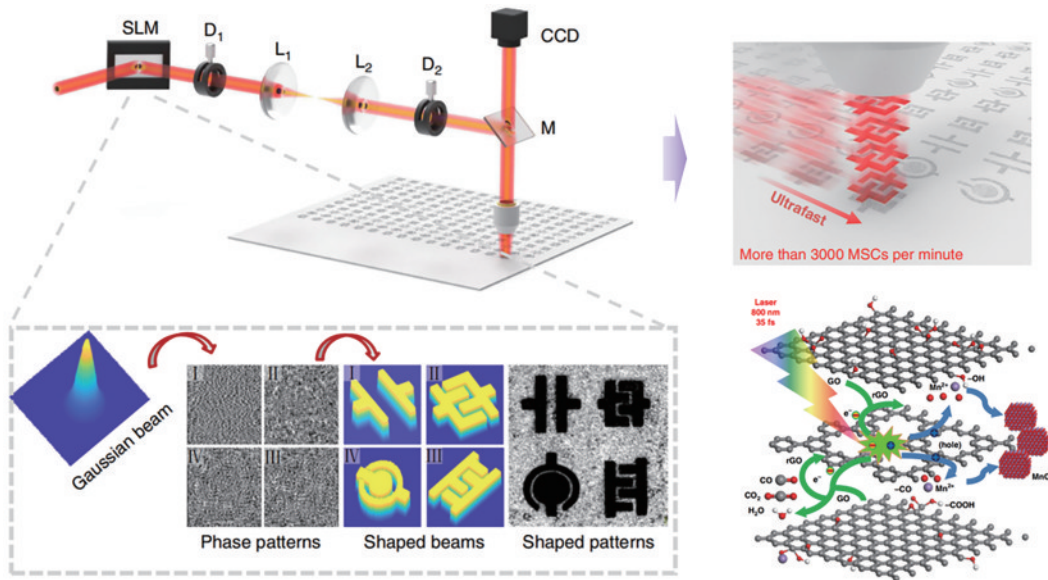 SLM
D1
L1
L2
D2
CCD
M
Ultrafast
More than 3000 MSCs per minute
Gaussian beam
I
II
IV
III
Phase patterns
I
II
IV
III
Shaped beams
Shaped patterns
Laser
800 nm
35 fs
GO
rGO
Mn2+
–OH
e−
(hole)
rGO
e−
GO
–CO
Mn2+
CO
CO2
H2O
–COOH